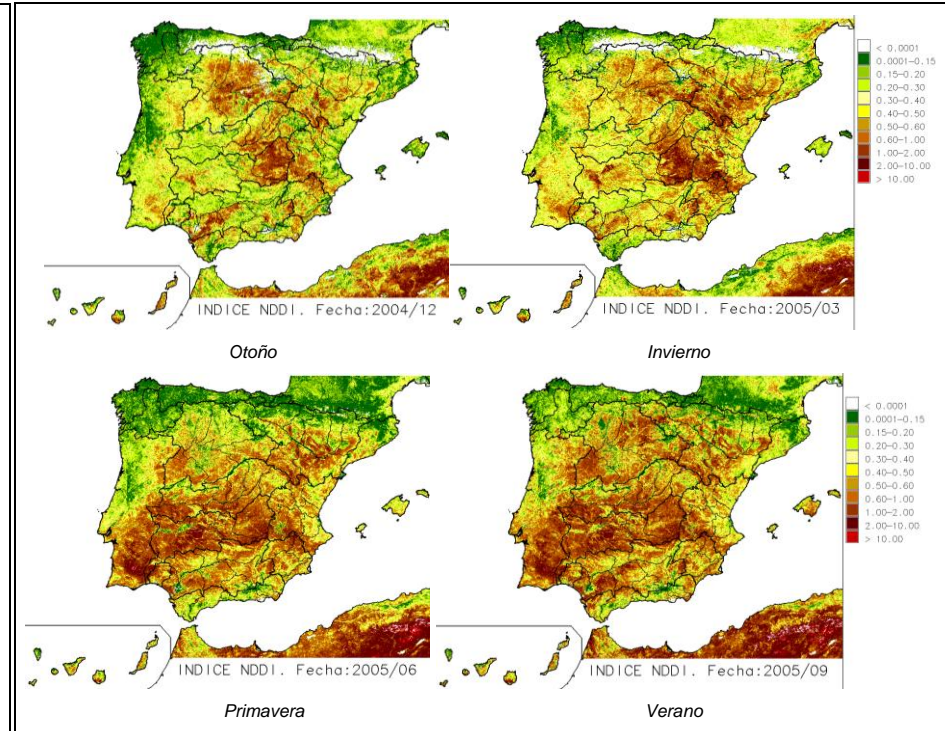 < 0.0001
0.0001-0.15
0.15-0.20
0.20-0.30
0.30-0.40
0.40-0.50
0.50-0.60
0.60-1.00
1.00-2.00
2.00-10.00
> 10.00
INDICE NDDI. Fecha:2004/12
INDICE NDDI. Fecha:2005/03
Otoño
Invierno
< 0.0001
0.0001-0.15
0.15-0.20
0.20-0.30
0.30-0.40
0.40-0.50
0.50-0.60
0.60-1.00
1.00-2.00
2.00-10.00
> 10.00
INDICE NDDI. Fecha:2005/06
INDICE NDDI. Fecha:2005/09
Primavera
Verano